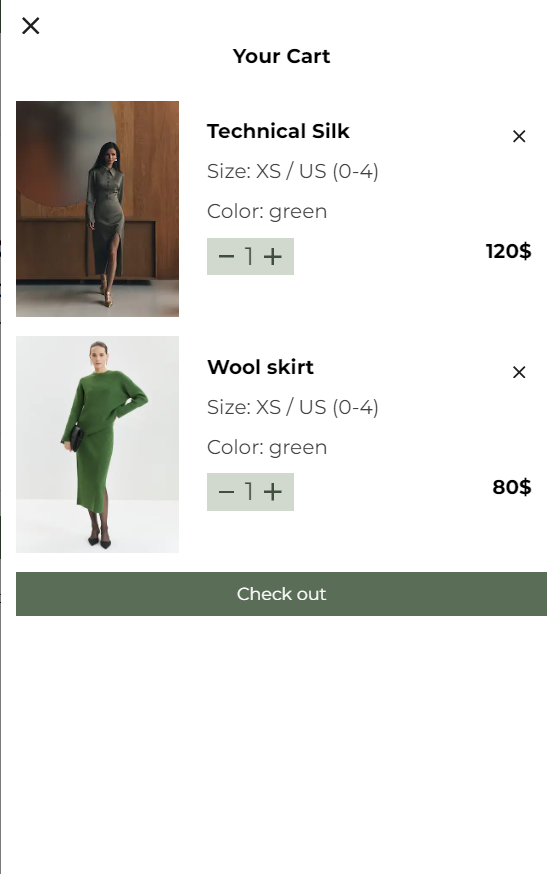 Your Cart
Technical Silk
Size: XS / US (0-4)
Color: green
1
120$
Wool skirt
Size: XS / US (0-4)
Color: green
1
80$
Check out